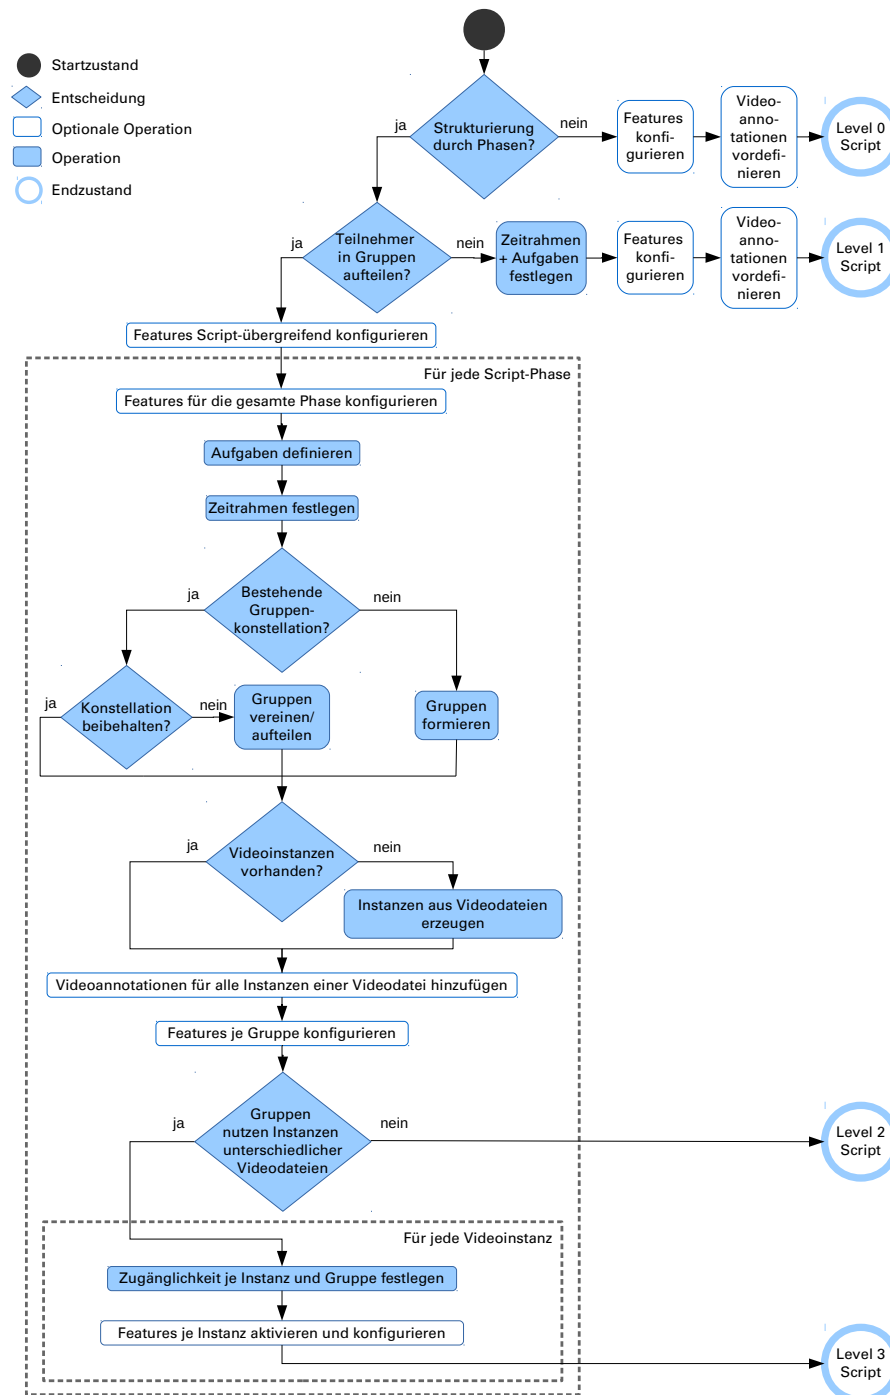 Startzustand
Entscheidung
Optionale Operation
Operation
Endzustand
ja
Strukturierung
durch Phasen?
nein
Features
konfi-
gurieren
Video-
anno-
tationen
vordefi-
nieren
Level 0
Script
ja
Teilnehmer
in Gruppen
aufteilen?
nein
Zeitrahmen
+ Aufgaben
festlegen
Features
konfi-
gurieren
Video-
anno-
tationen
vordefi-
nieren
Level 1
Script
Features Script-übergreifend konfigurieren
Für jede Script-Phase
Features für die gesamte Phase konfigurieren
Aufgaben definieren
Zeitrahmen festlegen
ja
Bestehende
Gruppen-
konstellation?
nein
ja
Konstellation
beibehalten?
nein
Gruppen
vereinen/
aufteilen
Gruppen
formieren
ja
Videoinstanzen
vorhanden?
nein
Instanzen aus Videodateien
erzeugen
Videoannotationen für alle Instanzen einer Videodatei hinzufügen
Features je Gruppe konfigurieren
ja
Gruppen
nutzen Instanzen
unterschiedlicher
Videodateien
nein
Level 2
Script
Für jede Videoinstanz
Zugänglichkeit je Instanz und Gruppe festlegen
Features je Instanz aktivieren und konfigurieren
Level 3
Script